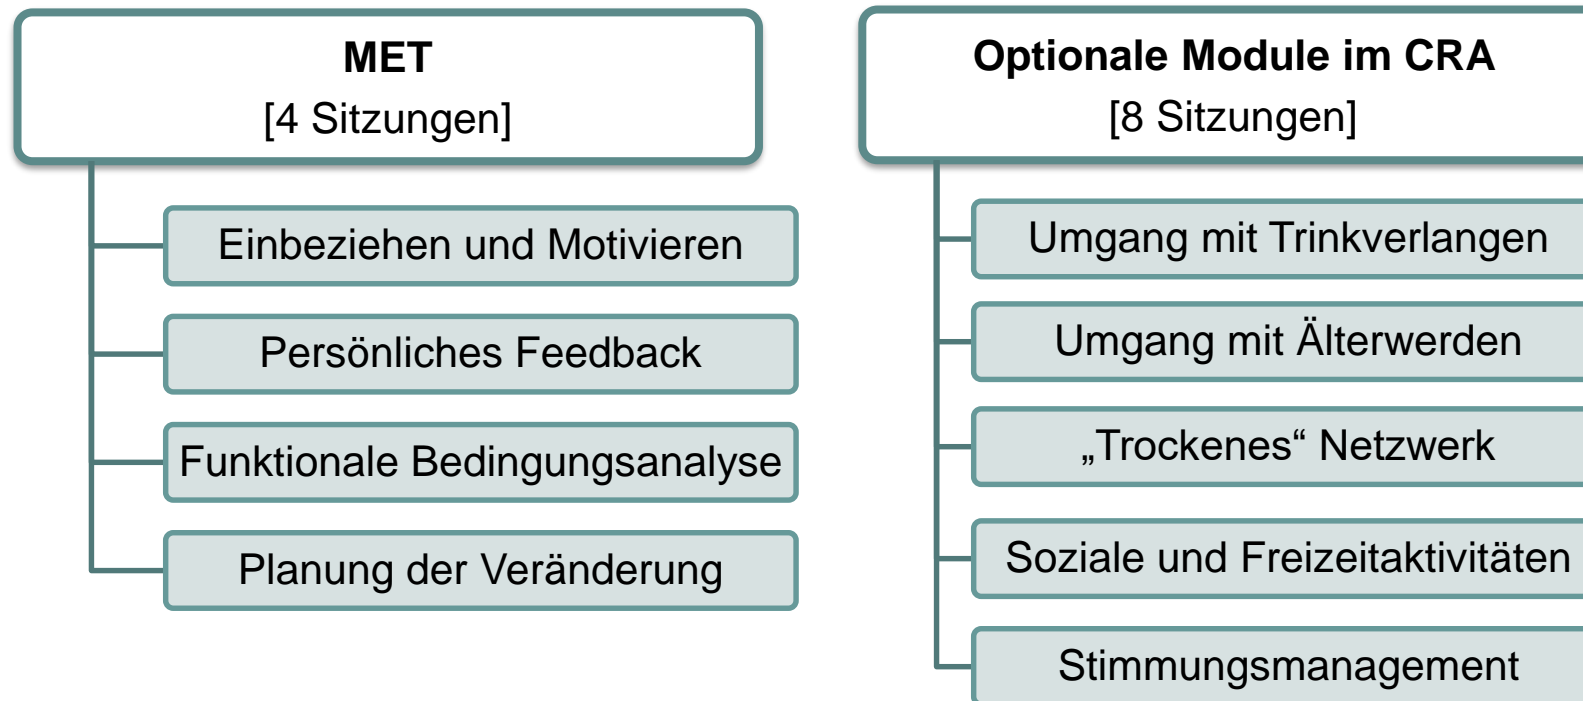 MET
[4 Sitzungen]
Einbeziehen und Motivieren
Persönliches Feedback
Funktionale Bedingungsanalyse
Planung der Veränderung
Optionale Module im CRA
[8 Sitzungen]
Umgang mit Trinkverlangen
Umgang mit Älterwerden
„Trockenes“ Netzwerk
Soziale und Freizeitaktivitäten
Stimmungsmanagement